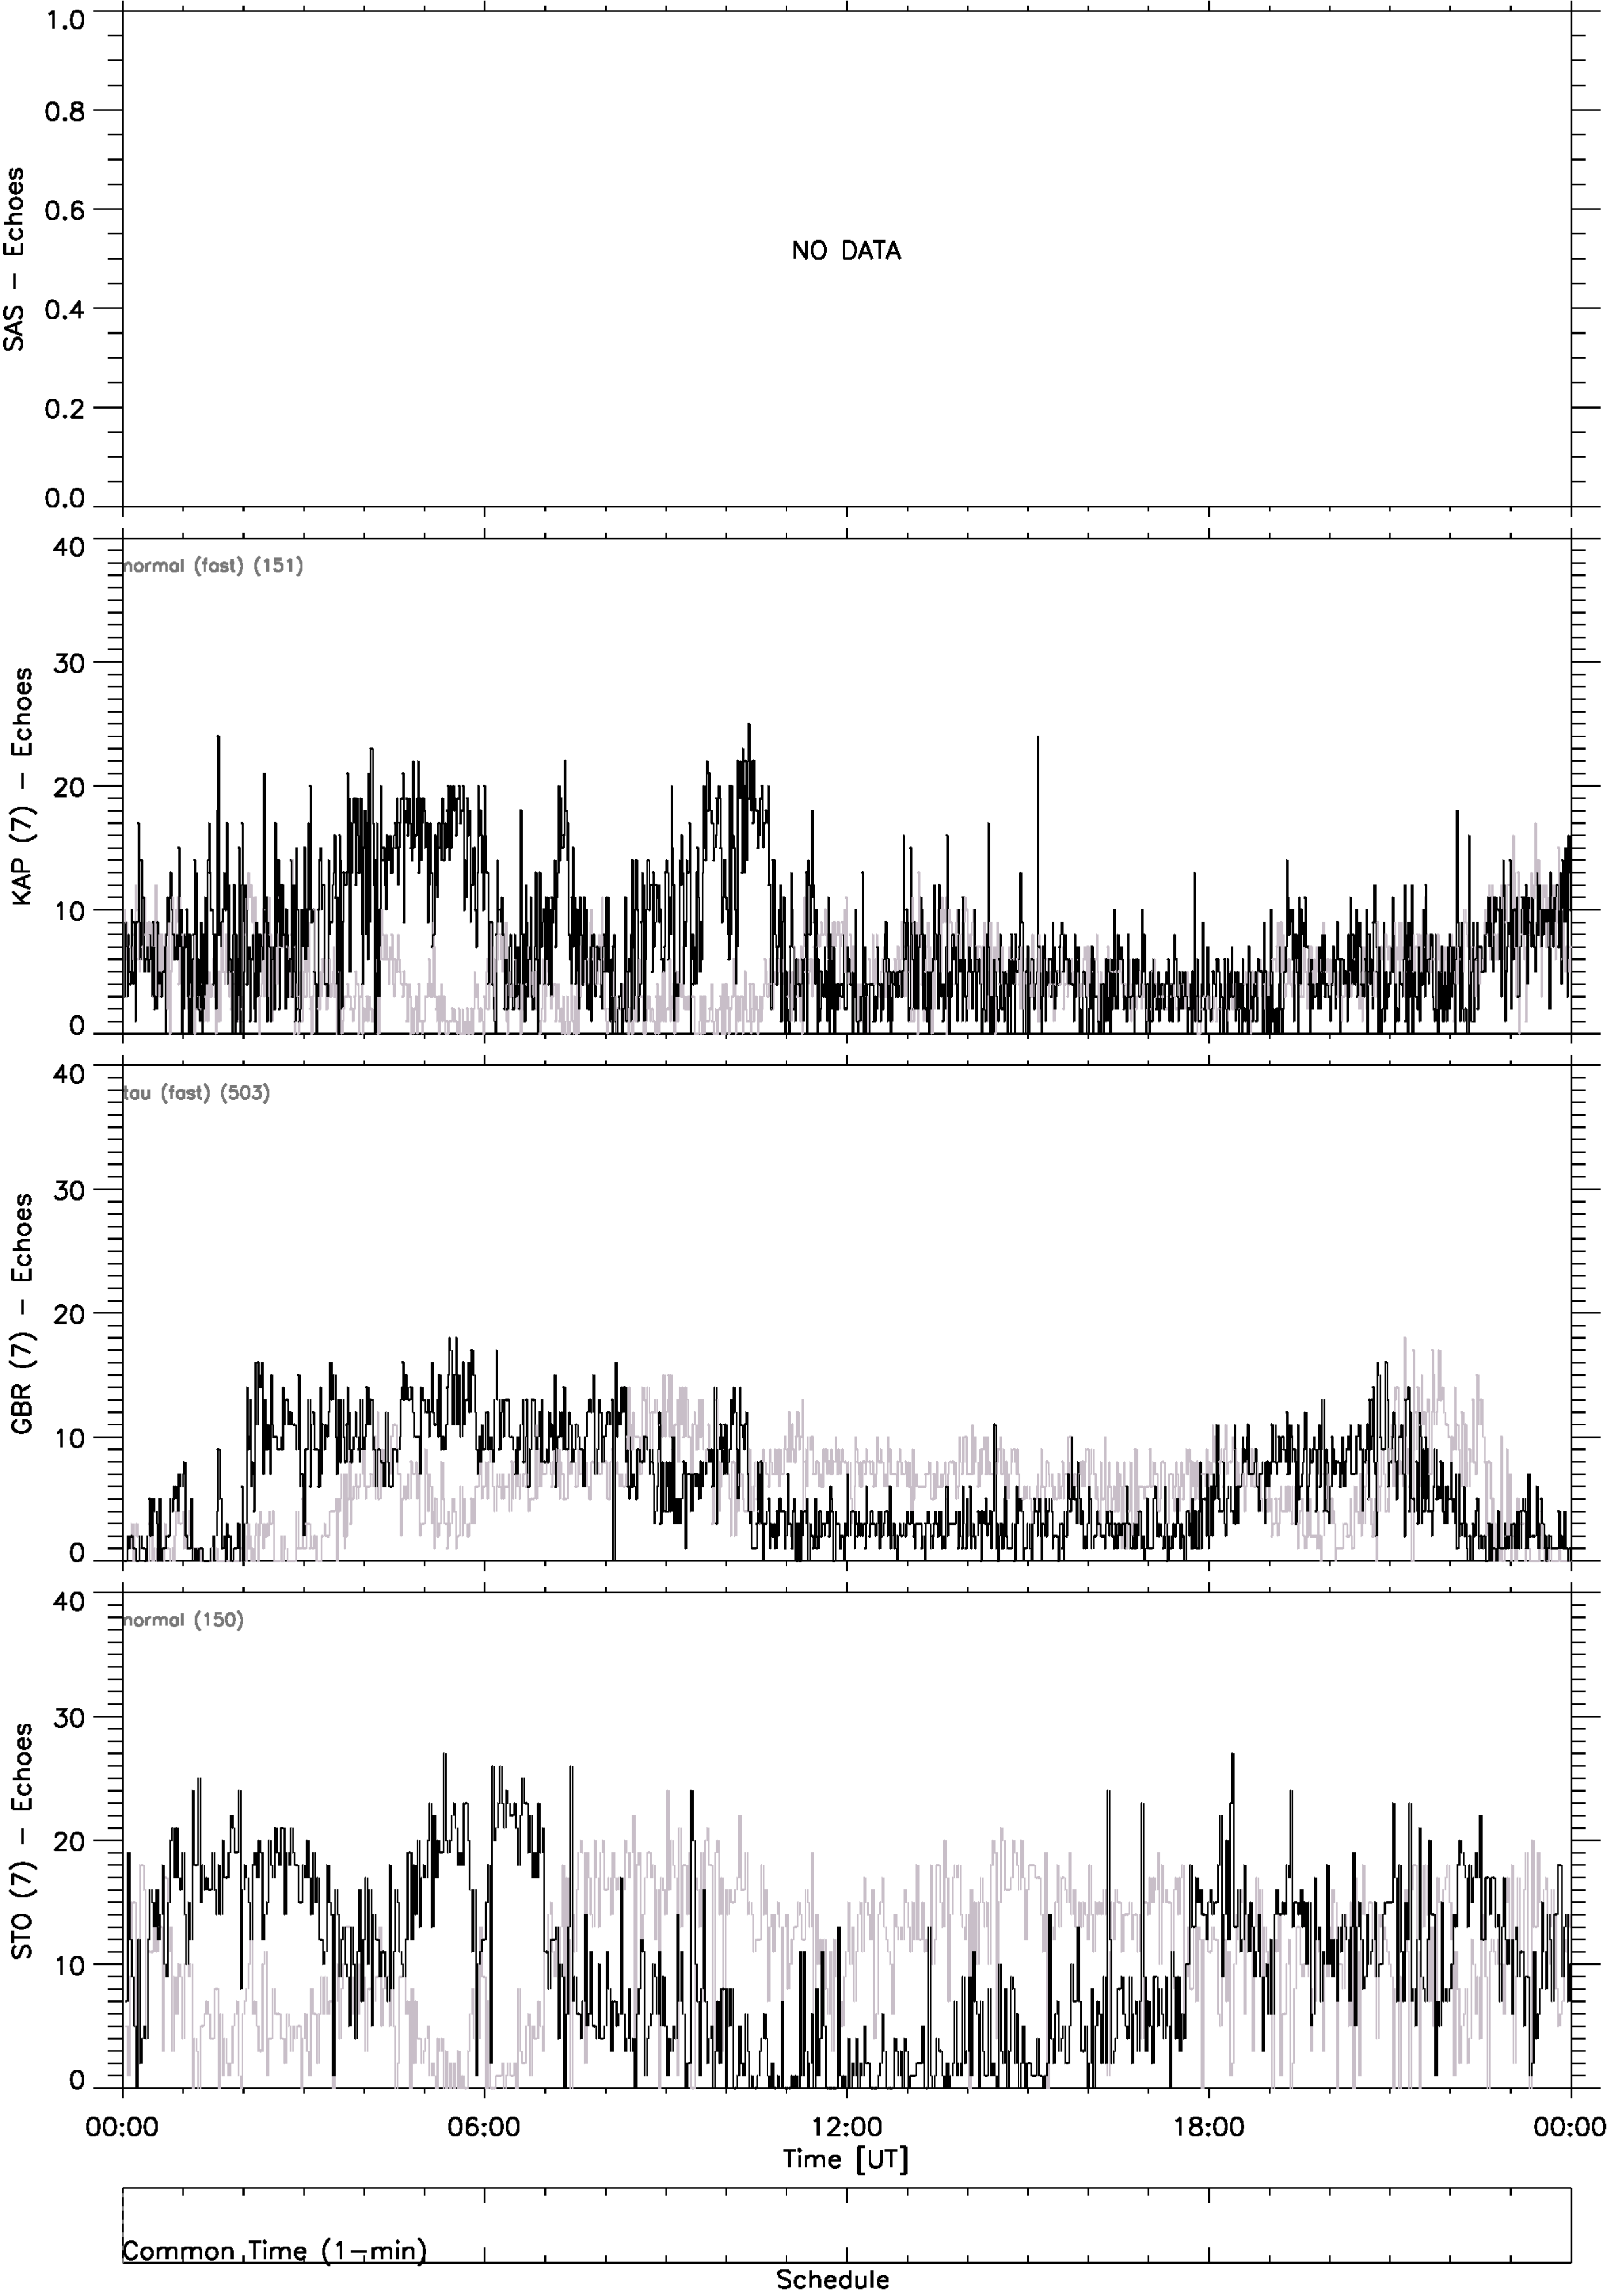 SAS – Echoes
1.0
0.8
0.6
0.4
0.2
0.0
NO DATA
KAP (7) – Echoes
40
30
20
10
0
normal (fast) (151)
GBR (7) – Echoes
40
30
20
10
0
tau (fast) (503)
STO (7) – Echoes
40
30
20
10
0
normal (150)
00:00 06:00 12:00 18:00 00:00
Time [UT]
Common Time (1–min)
Schedule